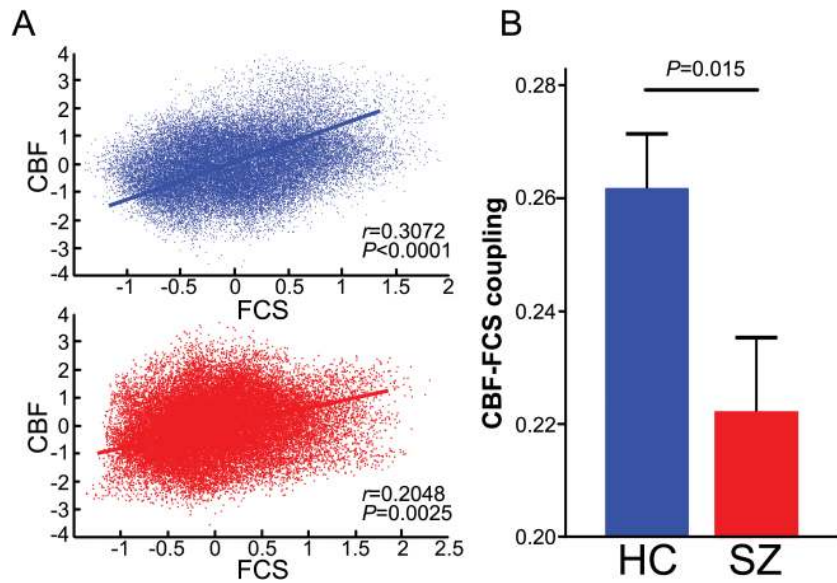 A
4
3
2
1
0
-1
-2
-3
-4
CBF
r=0.3072
P<0.0001
-1 -0.5 0 0.5 1 1.5 2
FCS
4
3
2
1
0
-1
-2
-3
-4
CBF
r=0.2048
P=0.0025
-1 -0.5 0 0.5 1 1.5 2 2.5
FCS
B
P=0.015
0.28
0.26
0.24
0.22
0.20
CBF-FCS coupling
HC SZ